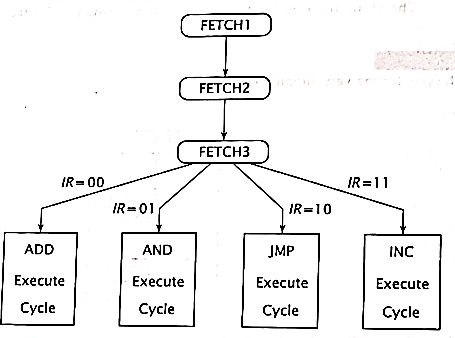 FETCH1
FETCH2
FETCH3
IR=00
IR=01
IR=10
IR=11
ADD
Execute
Cycle
AND
Execute
Cycle
JMP
Execute
Cycle
INC
Execute
Cycle